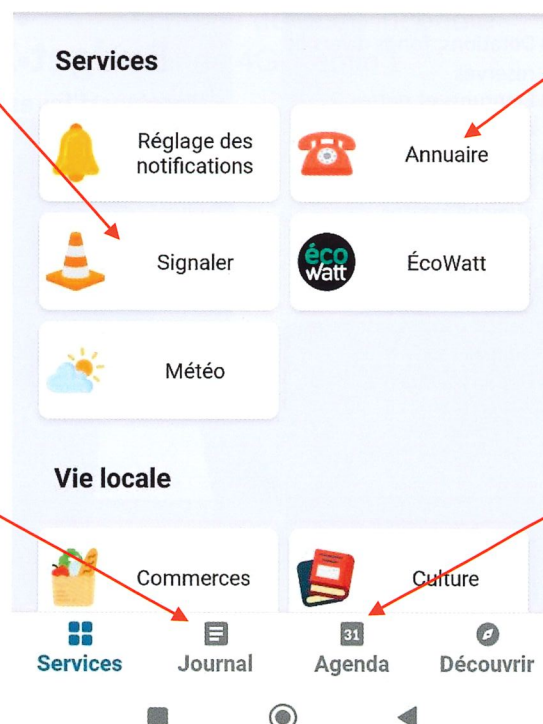 Services
Réglage des
notifications
Annuaire
Signaler
éco
watt
ÉcoWatt
Météo
Vie locale
Commerces
Culture
31
Services
Journal
Agenda
Découvrir